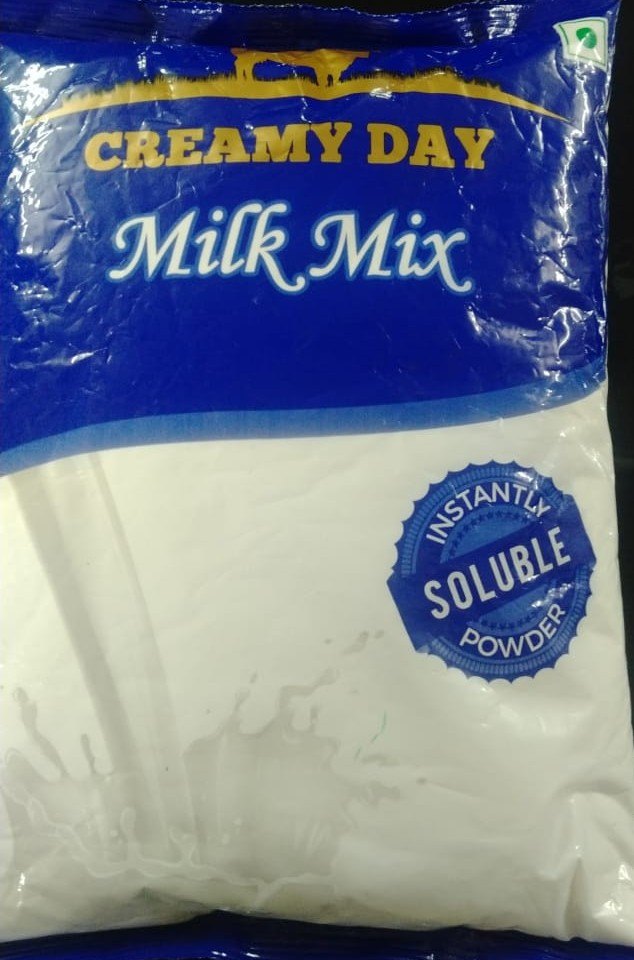 CREAMY DAY
Milk Mix
INSTANTLY
SOLUBLE
POWDER